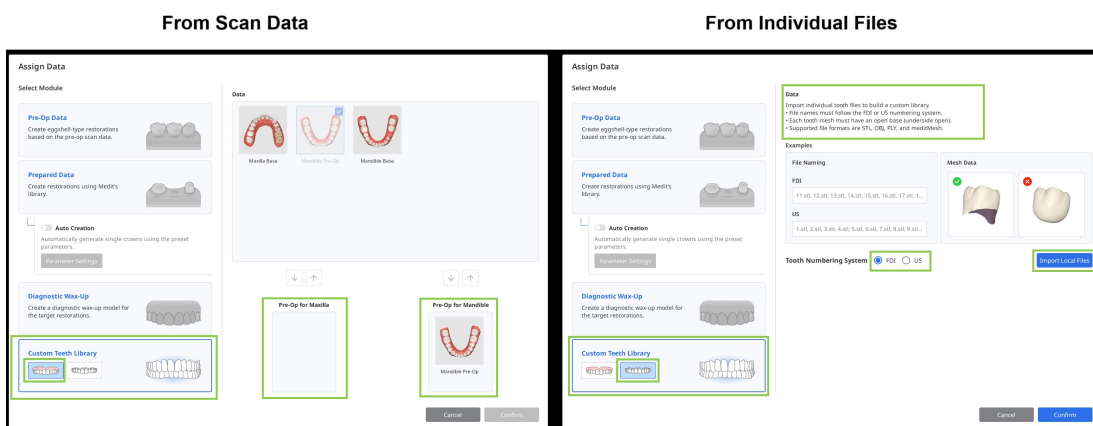 From Scan Data
Assign Data
Select Module
Pre-Op Data
Create eggshell-type restorations
based on the pre-op scan data.
Prepared Data
Create restorations using Medit's
library.
Auto Creation
Automatically generate single crowns using the preset
parameters.
Parameter Settings
Diagnostic Wax-Up
Create a diagnostic wax-up model for
the target restorations.
Custom Teeth Library
Data
Maxilla Base
Mandible Pre-Op
Mandible Base
Pre-Op for Maxilla
Pre-Op for Mandible
Mandible Pre-Op
Cancel
Confirm
From Individual Files
Assign Data
Select Module
Pre-Op Data
Create eggshell-type restorations
based on the pre-op scan data.
Prepared Data
Create restorations using Medit's
library.
Auto Creation
Automatically generate single crowns using the preset
parameters.
Parameter Settings
Diagnostic Wax-Up
Create a diagnostic wax-up model for
the target restorations.
Custom Teeth Library
Data
Import individual tooth files to build a custom library.
• File names must follow the FDI or US numbering system.
• Each tooth mesh must have an open base (underside open).
• Supported file formats are STL, OBJ, PLY, and meditMesh.
Examples
File Naming
FDI
11.stl, 12.stl, 13.stl, 14.stl, 15.stl, 16.stl, 17.stl, 1...
US
1.stl, 2.stl, 3.stl, 4.stl, 5.stl, 6.stl, 7.stl, 8.stl, 9.stl...
Mesh Data
Tooth Numbering System FDI US
Import Local Files
Cancel
Confirm